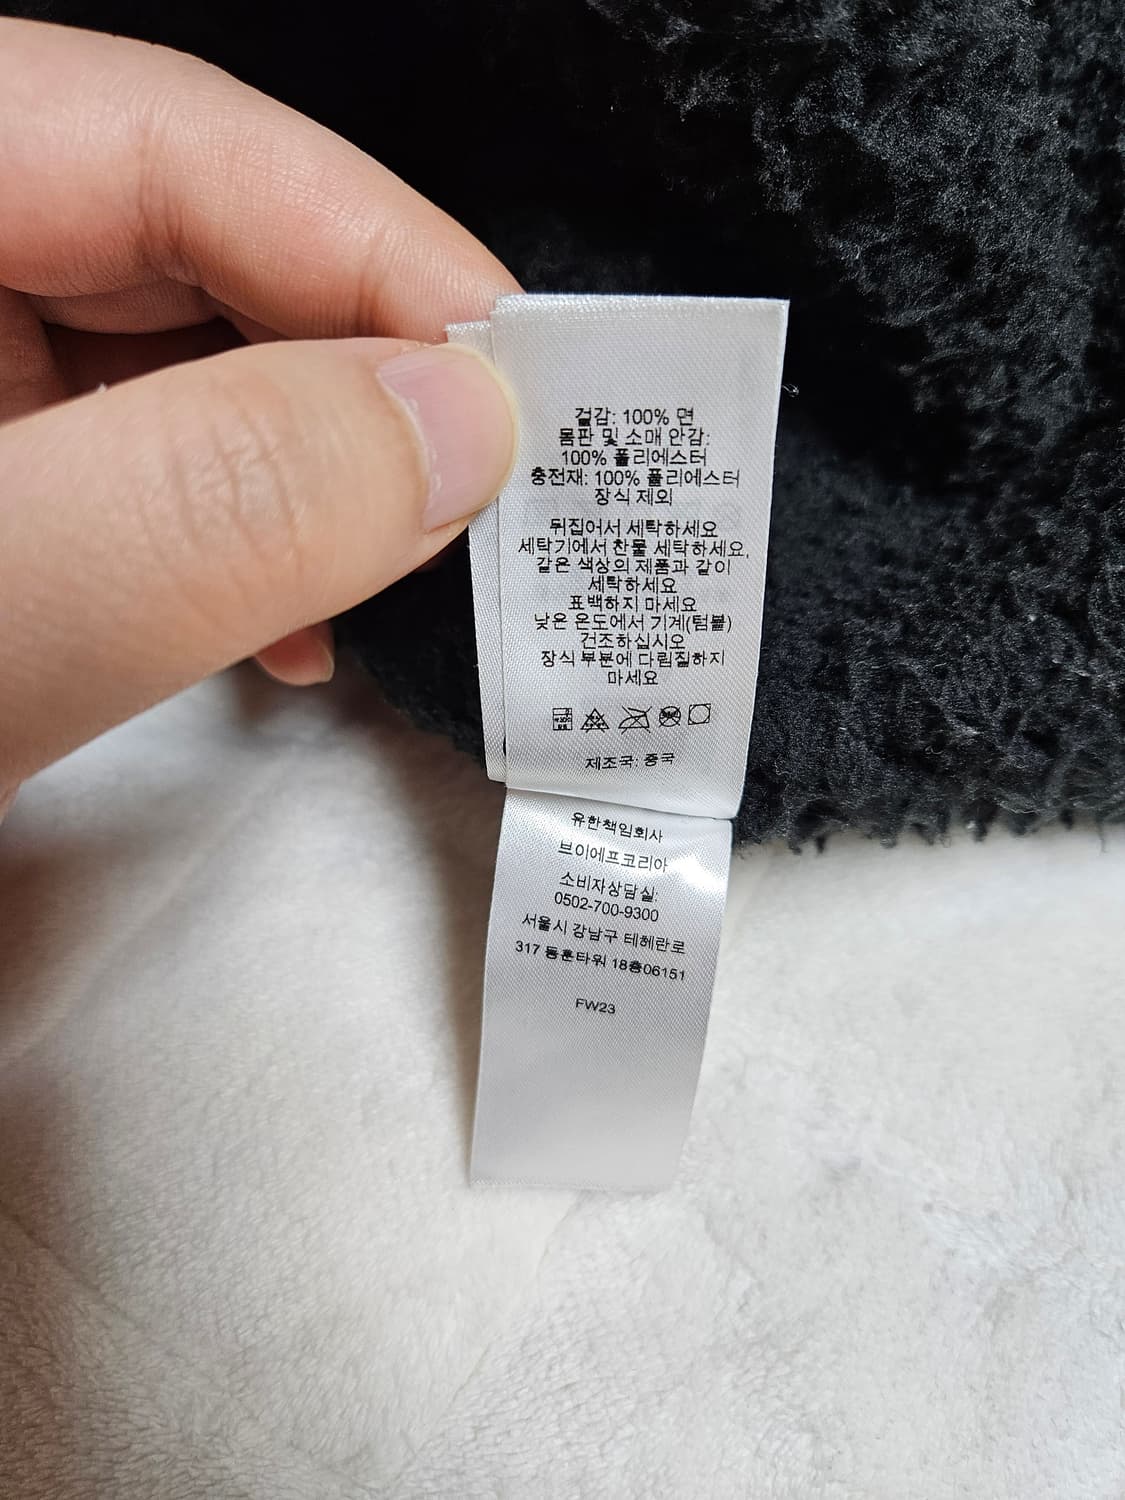 겉감: 100% 면
몸판 및 소매 안감:
100% 폴리에스터
충전재: 100% 폴리에스터
장식 제외
뒤집어서 세탁하세요
세탁기에서 찬물 세탁하세요,
같은 색상의 제품과 같이
세탁하세요
표백하지 마세요
낮은 온도에서 기계(텀블)
건조하십시오
장식 부분에 다림질하지
마세요
제조국: 중국
유한책임회사
브이에프코리아
소비자상담실:
0502-700-9300
서울시 강남구 테헤란로
317 동훈타워 18층06151
FW23